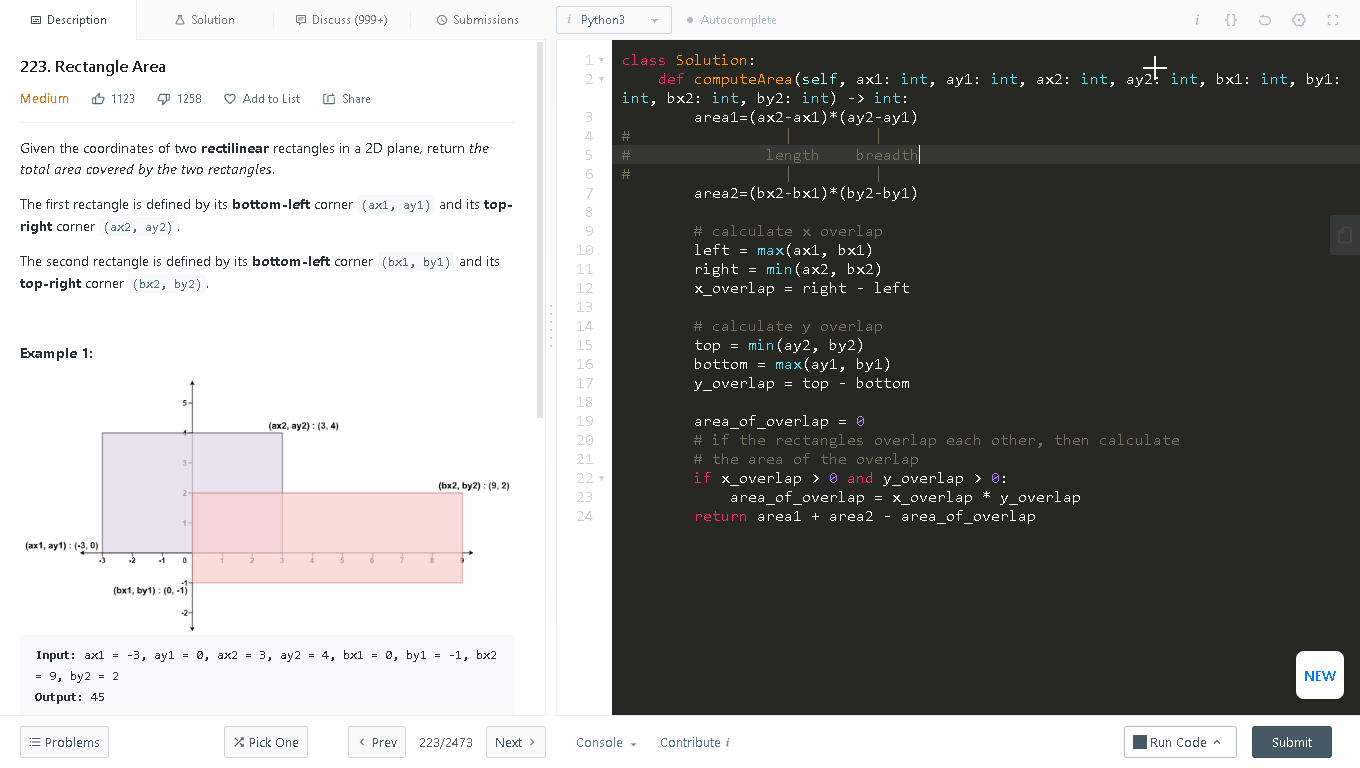 Description
Solution
Discuss (999+)
Submissions
i Python3
Autocomplete
i {}
223. Rectangle Area
Medium 1123 1258 Add to List Share
Given the coordinates of two rectilinear rectangles in a 2D plane, return the
total area covered by the two rectangles.
The first rectangle is defined by its bottom-left corner (ax1, ay1) and its top-
right corner (ax2, ay2).
The second rectangle is defined by its bottom-left corner (bx1, by1) and its
top-right corner (bx2, by2).
Example 1:
5
(ax2, ay2) : (3, 4)
4
3
(bx2, by2) : (9, 2)
2
1
(ax1, ay1) : (-3, 0)
-3 -2 -1 0 1 2 3 4 5 6 7 8 9
-1
(bx1, by1) : (0, -1)
-2
Input: ax1 = -3, ay1 = 0, ax2 = 3, ay2 = 4, bx1 = 0, by1 = -1, bx2
= 9, by2 = 2
Output: 45
1 class Solution:
2 def computeArea(self, ax1: int, ay1: int, ax2: int, ay2: int, bx1: int, by1:
int, bx2: int, by2: int) -> int:
3 area1=(ax2-ax1)*(ay2-ay1)
4 # | |
5 # length breadth
6 # | |
7 area2=(bx2-bx1)*(by2-by1)
8
9 # calculate x overlap
10 left = max(ax1, bx1)
11 right = min(ax2, bx2)
12 x_overlap = right - left
13
14 # calculate y overlap
15 top = min(ay2, by2)
16 bottom = max(ay1, by1)
17 y_overlap = top - bottom
18
19 area_of_overlap = 0
20 # if the rectangles overlap each other, then calculate
21 # the area of the overlap
22 if x_overlap > 0 and y_overlap > 0:
23 area_of_overlap = x_overlap * y_overlap
24 return area1 + area2 - area_of_overlap
NEW
Problems
Pick One
< Prev
223/2473
Next >
Console
Contribute i
Run Code
Submit